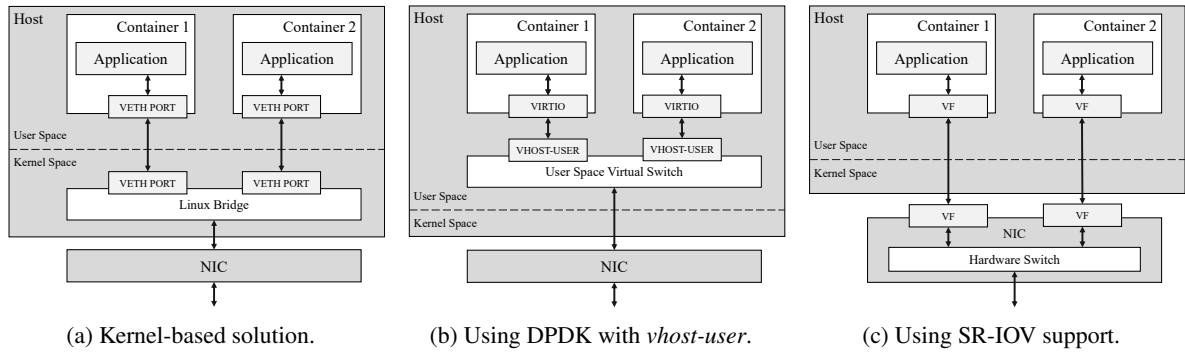 Host
Container 1
Container 2
Application
Application
VETH PORT
VETH PORT
User Space
Kernel Space
VETH PORT
VETH PORT
Linux Bridge
NIC
(a) Kernel-based solution.
Host
Container 1
Container 2
Application
Application
VIRTIO
VIRTIO
VHOST-USER
VHOST-USER
User Space Virtual Switch
User Space
Kernel Space
NIC
(b) Using DPDK with vhost-user.
Host
Container 1
Container 2
Application
Application
VF
VF
User Space
Kernel Space
VF
VF
NIC
Hardware Switch
(c) Using SR-IOV support.